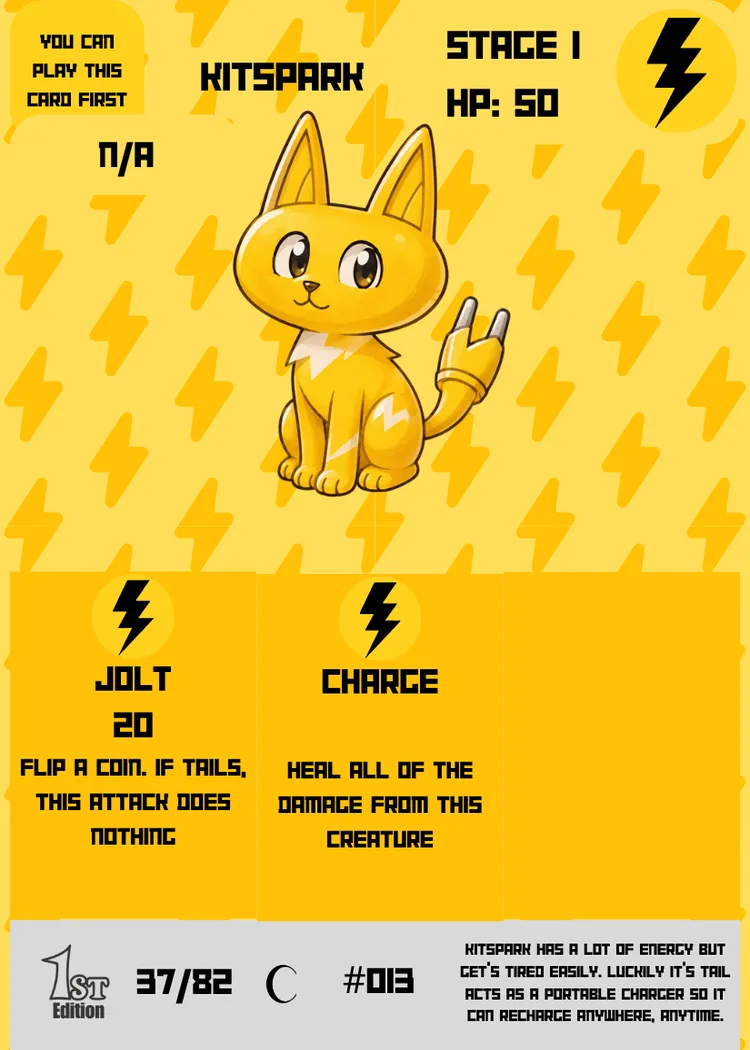 YOU CAN
PLAY THIS
CARD FIRST
N/A
KITSPARK
STAGE 1
HP: 50
JOLT
20
FLIP A COIN. IF TAILS,
THIS ATTACK DOES
NOTHING
CHARGE
HEAL ALL OF THE
DAMAGE FROM THIS
CREATURE
1ST
Edition
37/82
C
#013
KITSPARK HAS A LOT OF ENERGY BUT
GET'S TIRED EASILY. LUCKILY IT'S TAIL
ACTS AS A PORTABLE CHARGER SO IT
CAN RECHARGE ANYWHERE, ANYTIME.